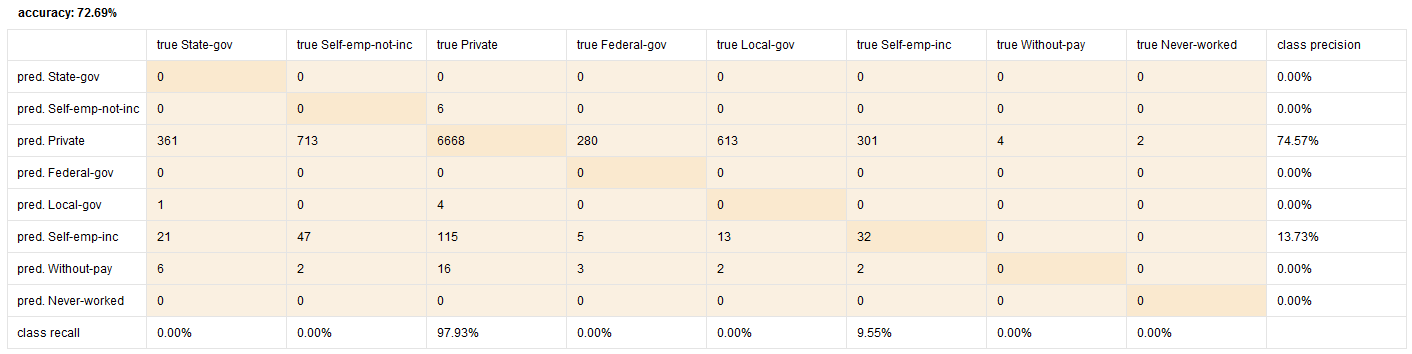 accuracy: 72.69%
true State-gov true Self-emp-not-inc true Private true Federal-gov true Local-gov true Self-emp-inc true Without-pay true Never-worked class precision
pred. State-gov 0 0 0 0 0 0 0 0 0.00%
pred. Self-emp-not-inc 0 0 6 0 0 0 0 0 0.00%
pred. Private 361 713 6668 280 613 301 4 2 74.57%
pred. Federal-gov 0 0 0 0 0 0 0 0 0.00%
pred. Local-gov 1 0 4 0 0 0 0 0 0.00%
pred. Self-emp-inc 21 47 115 5 13 32 0 0 13.73%
pred. Without-pay 6 2 16 3 2 2 0 0 0.00%
pred. Never-worked 0 0 0 0 0 0 0 0 0.00%
class recall 0.00% 0.00% 97.93% 0.00% 0.00% 9.55% 0.00% 0.00%